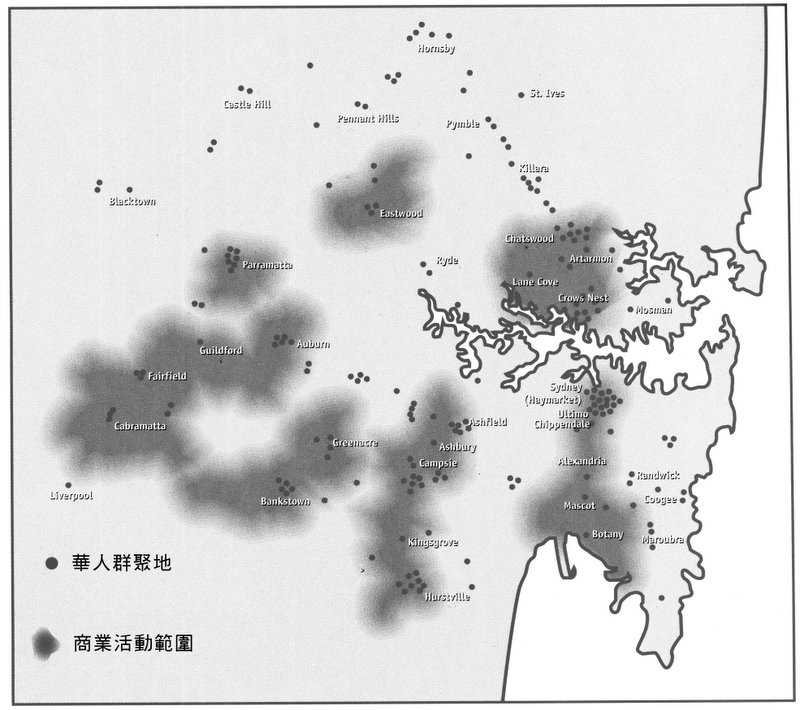 Hornsby
Castle Hill
St. Ives
Pennant Hills
Pymble
Killara
Blacktown
Eastwood
Chatswood
Parramatta
Ryde
Artarmon
Lane Cove
Crows Nest
Mosman
Guildford
Auburn
Fairfield
Sydney
(Haymarket)
Ultimo
Chippendale
Cabramatta
Ashfield
Greenacre
Ashbury
Campsie
Alexandria
Liverpool
Bankstown
Randwick
Coogee
Mascot
Botany
Maroubra
Kingsgrove
Hurstville
華人群聚地
商業活動範圍